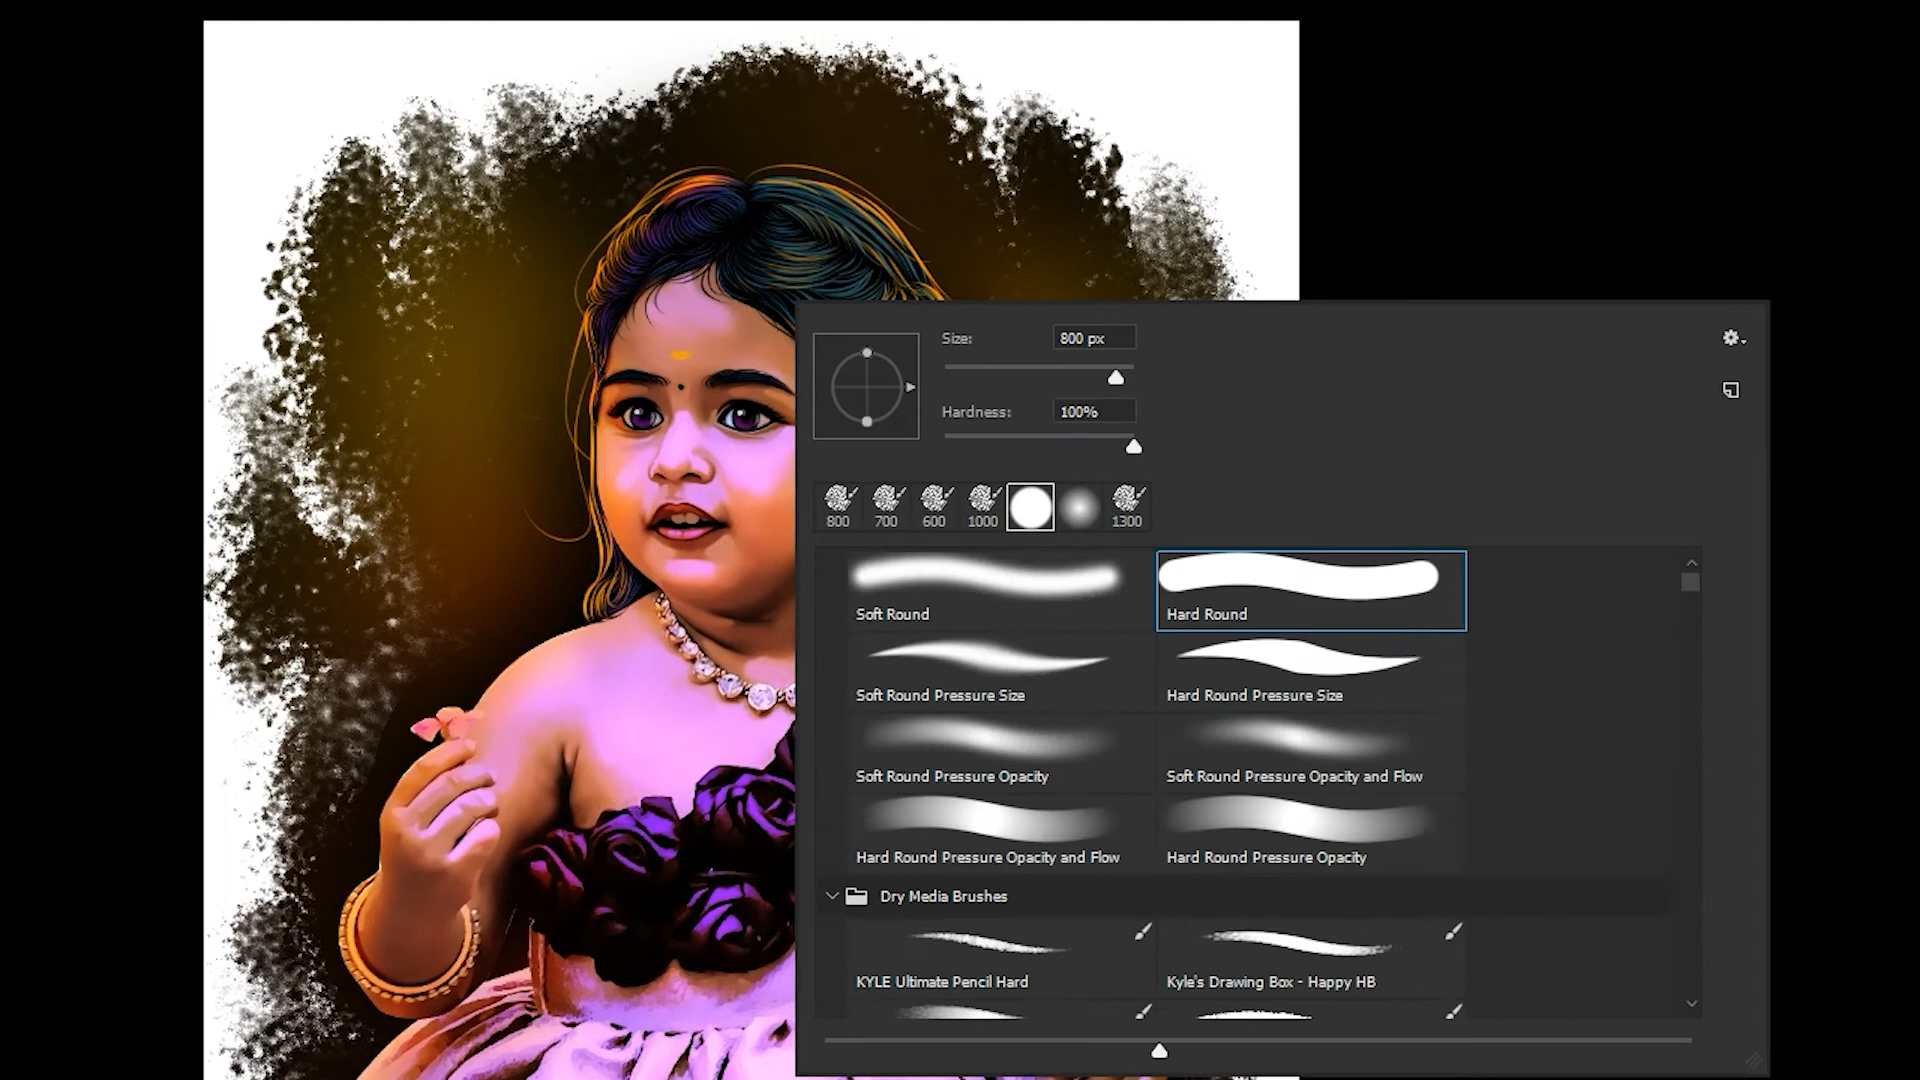 Size: 800 px
Hardness: 100%
800 700 600 1000 1300
Soft Round Hard Round
Soft Round Pressure Size Hard Round Pressure Size
Soft Round Pressure Opacity Soft Round Pressure Opacity and Flow
Hard Round Pressure Opacity and Flow Hard Round Pressure Opacity
Dry Media Brushes
KYLE Ultimate Pencil Hard Kyle's Drawing Box - Happy HB